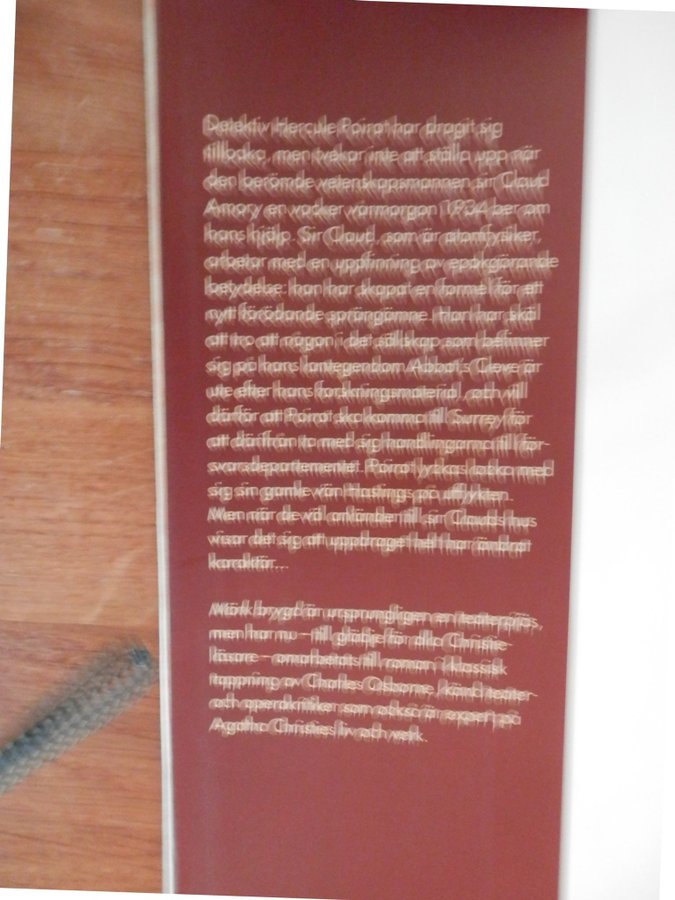 Detektiv Hercule Poirot har dragit sig
tillbaka, men tvekar inte att ställa upp när
den berömde vetenskapsmannen sir Claud
Amory en vacker vårmorgon 1934 ber om
hans hjälp. Sir Claud, som är atomfysiker,
arbetar med en uppfinning av epokgörande
betydelse: han har skapat en formel för ett
nytt förödande sprängämne. Han har skäl
att tro att någon i det sällskap som befinner
sig på hans lantegendom Abbot's Cleve är
ute efter hans forskningsmaterial, och vill
därför att Poirot ska komma till Surrey för
att därifrån ta med sig handlingarna till för-
svarsdepartementet. Poirot lyckas locka med
sig sin gamle vän Hastings på utflykten.
Men när de väl anlände till sir Clauds hus
visar det sig att uppdraget helt har ändrat
karaktär...

Mörk brygd är ursprungligen en teaterpjäs,
men har nu – till glädje för alla Christie-
läsare – omarbetats till roman i klassisk
tappning av Charles Osborne, känd teater-
och operakritiker som också är expert på
Agatha Christies liv och verk.